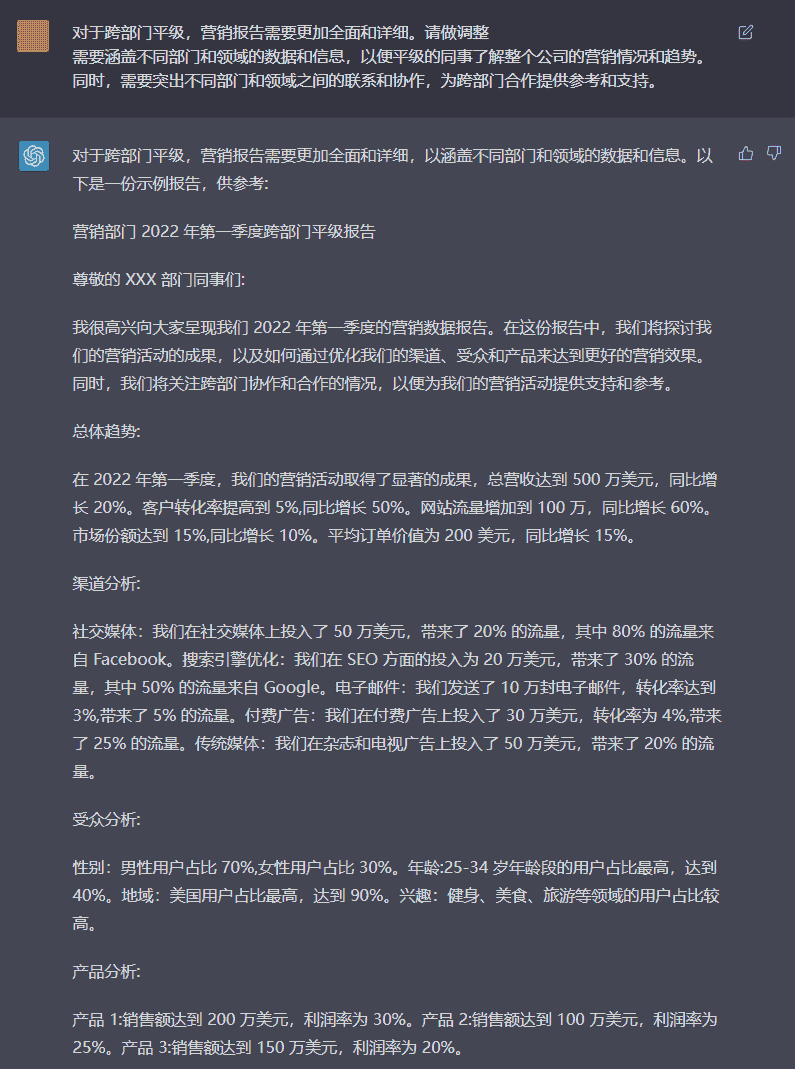 对于跨部门平级，营销报告需要更加全面和详细。请做调整
需要涵盖不同部门和领域的数据和信息，以便平级的同事了解整个公司的营销情况和趋势。
同时，需要突出不同部门和领域之间的联系和协作，为跨部门合作提供参考和支持。
对于跨部门平级，营销报告需要更加全面和详细，以涵盖不同部门和领域的数据和信息。以
下是一份示例报告，供参考:
营销部门 2022 年第一季度跨部门平级报告
尊敬的 XXX 部门同事们:
我很高兴向大家呈现我们 2022 年第一季度的营销数据报告。在这份报告中，我们将探讨我
们的营销活动的成果，以及如何通过优化我们的渠道、受众和产品来达到更好的营销效果。
同时，我们将关注跨部门协作和合作的情况，以便为我们的营销活动提供支持和参考。
总体趋势:
在 2022 年第一季度，我们的营销活动取得了显著的成果，总营收达到 500 万美元，同比增
长 20%。客户转化率提高到 5%,同比增长 50%。网站流量增加到 100 万，同比增长 60%。
市场份额达到 15%,同比增长 10%。平均订单价值为 200 美元，同比增长 15%。
渠道分析:
社交媒体：我们在社交媒体上投入了 50 万美元，带来了 20% 的流量，其中 80% 的流量来
自 Facebook。搜索引擎优化：我们在 SEO 方面的投入为 20 万美元，带来了 30% 的流
量，其中 50% 的流量来自 Google。电子邮件：我们发送了 10 万封电子邮件，转化率达到
3%,带来了 5% 的流量。付费广告：我们在付费广告上投入了 30 万美元，转化率为 4%,带来
了 25% 的流量。传统媒体：我们在杂志和电视广告上投入了 50 万美元，带来了 20% 的流
量。
受众分析:
性别：男性用户占比 70%,女性用户占比 30%。年龄:25-34 岁年龄段的用户占比最高，达到
40%。地域：美国用户占比最高，达到 90%。兴趣：健身、美食、旅游等领域的用户占比较
高。
产品分析:
产品 1:销售额达到 200 万美元，利润率为 30%。产品 2:销售额达到 100 万美元，利润率为
25%。产品 3:销售额达到 150 万美元，利润率为 20%。